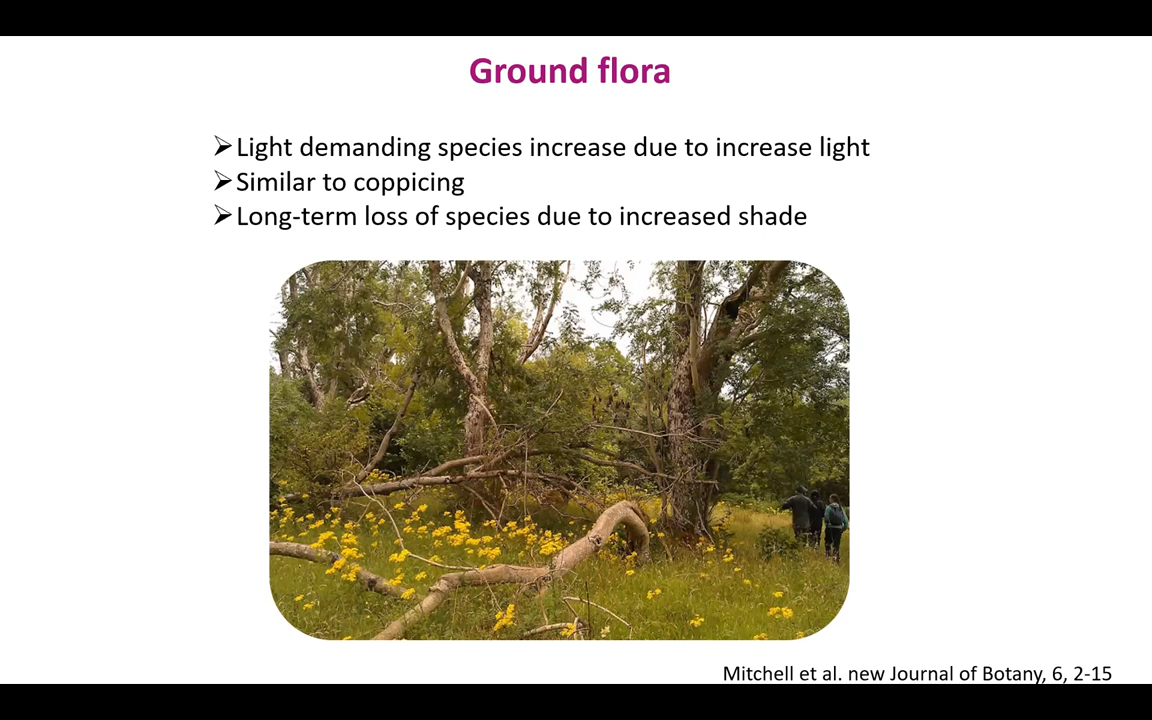 Ground flora
➢Light demanding species increase due to increase light
➢Similar to coppicing
➢Long-term loss of species due to increased shade
Mitchell et al. new Journal of Botany, 6, 2-15